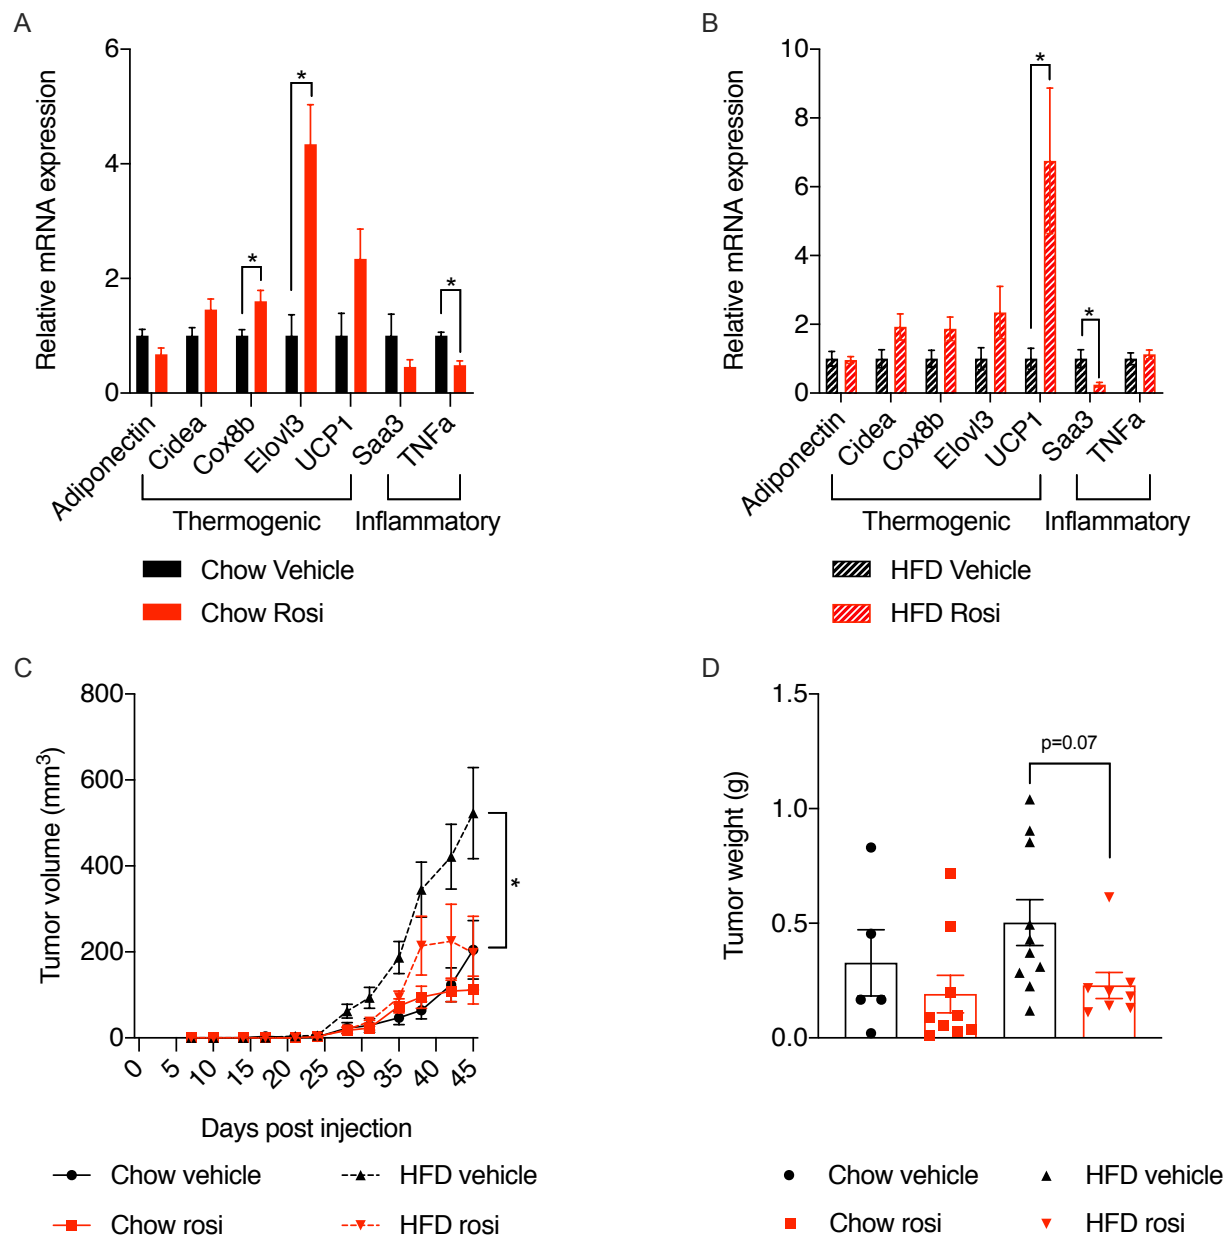 A
Relative mRNA expression
6
4
2
0
*
*
*
Adiponectin
Cidea
Cox8b
Elovl3
UCP1
Saa3
TNFa
Thermogenic
Inflammatory
Chow Vehicle
Chow Rosi
B
Relative mRNA expression
10
8
6
4
2
0
*
*
Adiponectin
Cidea
Cox8b
Elovl3
UCP1
Saa3
TNFa
Thermogenic
Inflammatory
HFD Vehicle
HFD Rosi
C
Tumor volume (mm3)
800
600
400
200
0
*
0
5
10
15
20
25
30
35
40
45
Days post injection
Chow vehicle
HFD vehicle
Chow rosi
HFD rosi
D
Tumor weight (g)
1.5
1.0
0.5
0.0
p=0.07
Chow vehicle
HFD vehicle
Chow rosi
HFD rosi